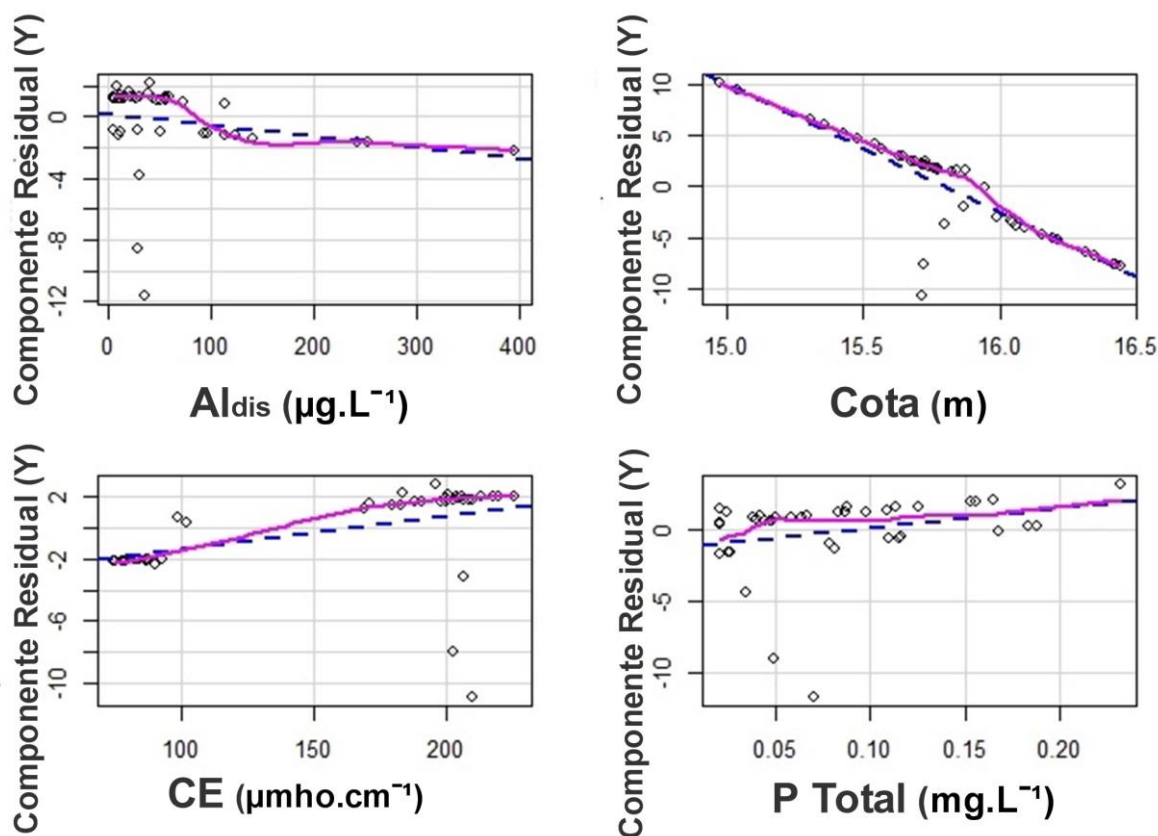 Componente Residual (Y)
0
-4
-8
-12
0 100 200 300 400
Aldis (µg.L⁻¹)
Componente Residual (Y)
10
5
0
-5
-10
15.0 15.5 16.0 16.5
Cota (m)
Componente Residual (Y)
2
-2
-6
-10
100 150 200
CE (µmho.cm⁻¹)
Componente Residual (Y)
0
-5
-10
0.05 0.10 0.15 0.20
P Total (mg.L⁻¹)